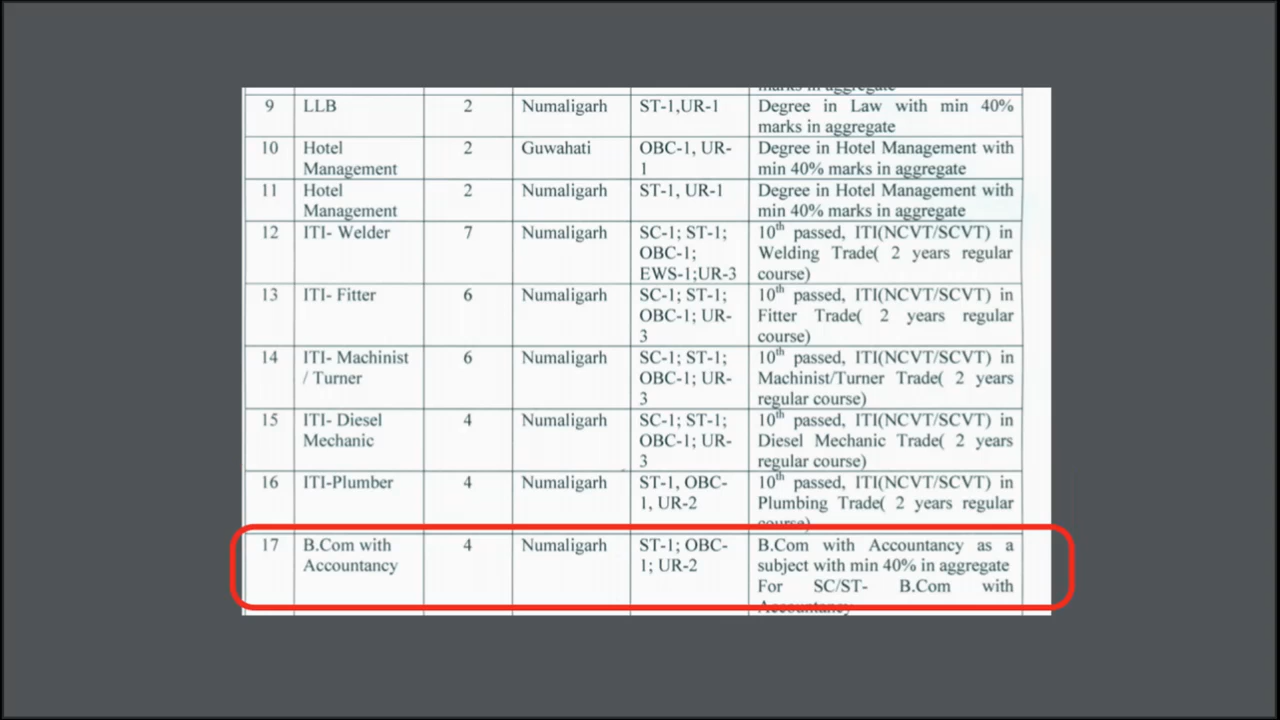 marks in aggregate
9 LLB 2 Numaligarh ST-1,UR-1 Degree in Law with min 40%
marks in aggregate
10 Hotel 2 Guwahati OBC-1, UR- Degree in Hotel Management with
Management 1 min 40% marks in aggregate
11 Hotel 2 Numaligarh ST-1, UR-1 Degree in Hotel Management with
Management min 40% marks in aggregate
12 ITI- Welder 7 Numaligarh SC-1; ST-1; 10th passed, ITI(NCVT/SCVT) in
OBC-1; Welding Trade( 2 years regular
EWS-1;UR-3 course)
13 ITI- Fitter 6 Numaligarh SC-1; ST-1; 10th passed, ITI(NCVT/SCVT) in
OBC-1; UR- Fitter Trade( 2 years regular
3 course)
14 ITI- Machinist 6 Numaligarh SC-1; ST-1; 10th passed, ITI(NCVT/SCVT) in
/ Turner OBC-1; UR- Machinist/Turner Trade( 2 years
3 regular course)
15 ITI- Diesel 4 Numaligarh SC-1; ST-1; 10th passed, ITI(NCVT/SCVT) in
Mechanic OBC-1; UR- Diesel Mechanic Trade( 2 years
3 regular course)
16 ITI-Plumber 4 Numaligarh ST-1, OBC- 10th passed, ITI(NCVT/SCVT) in
1, UR-2 Plumbing Trade( 2 years regular
course)
17 B.Com with 4 Numaligarh ST-1; OBC- B.Com with Accountancy as a
Accountancy 1; UR-2 subject with min 40% in aggregate
For SC/ST- B.Com with
Accountancy